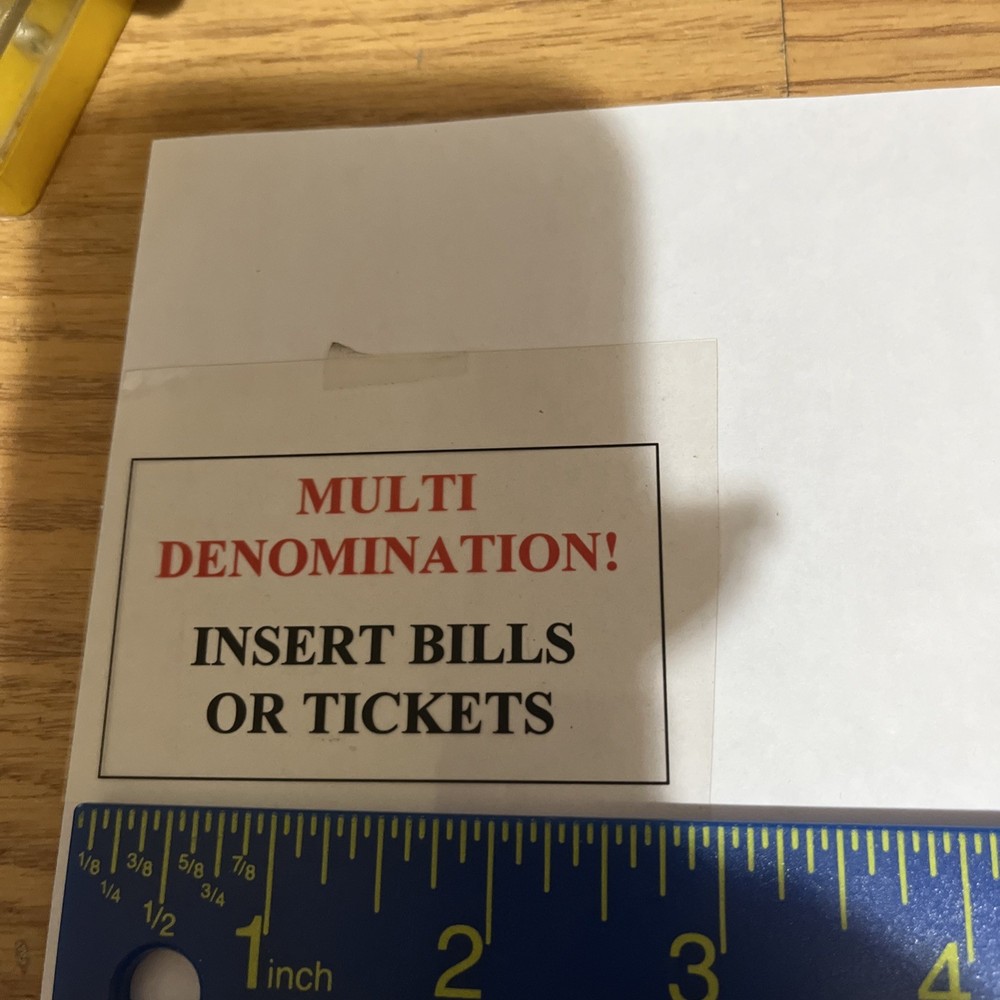 MULTI
DENOMINATION!
INSERT BILLS
OR TICKETS
1/8 3/8 5/8 7/8
1/4 3/4
1/2
1 inch 2 3 4